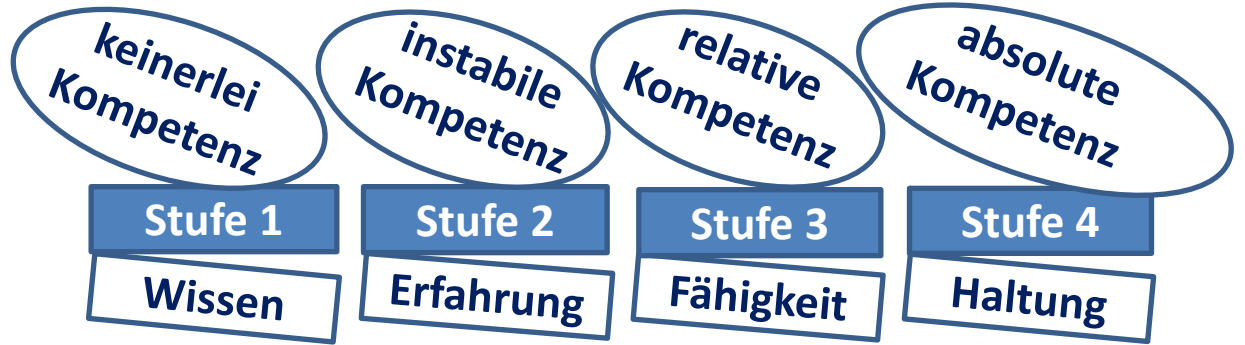 keinerlei
Kompetenz
instabile
Kompetenz
relative
Kompetenz
absolute
Kompetenz
Stufe 1
Stufe 2
Stufe 3
Stufe 4
Wissen
Erfahrung
Fähigkeit
Haltung